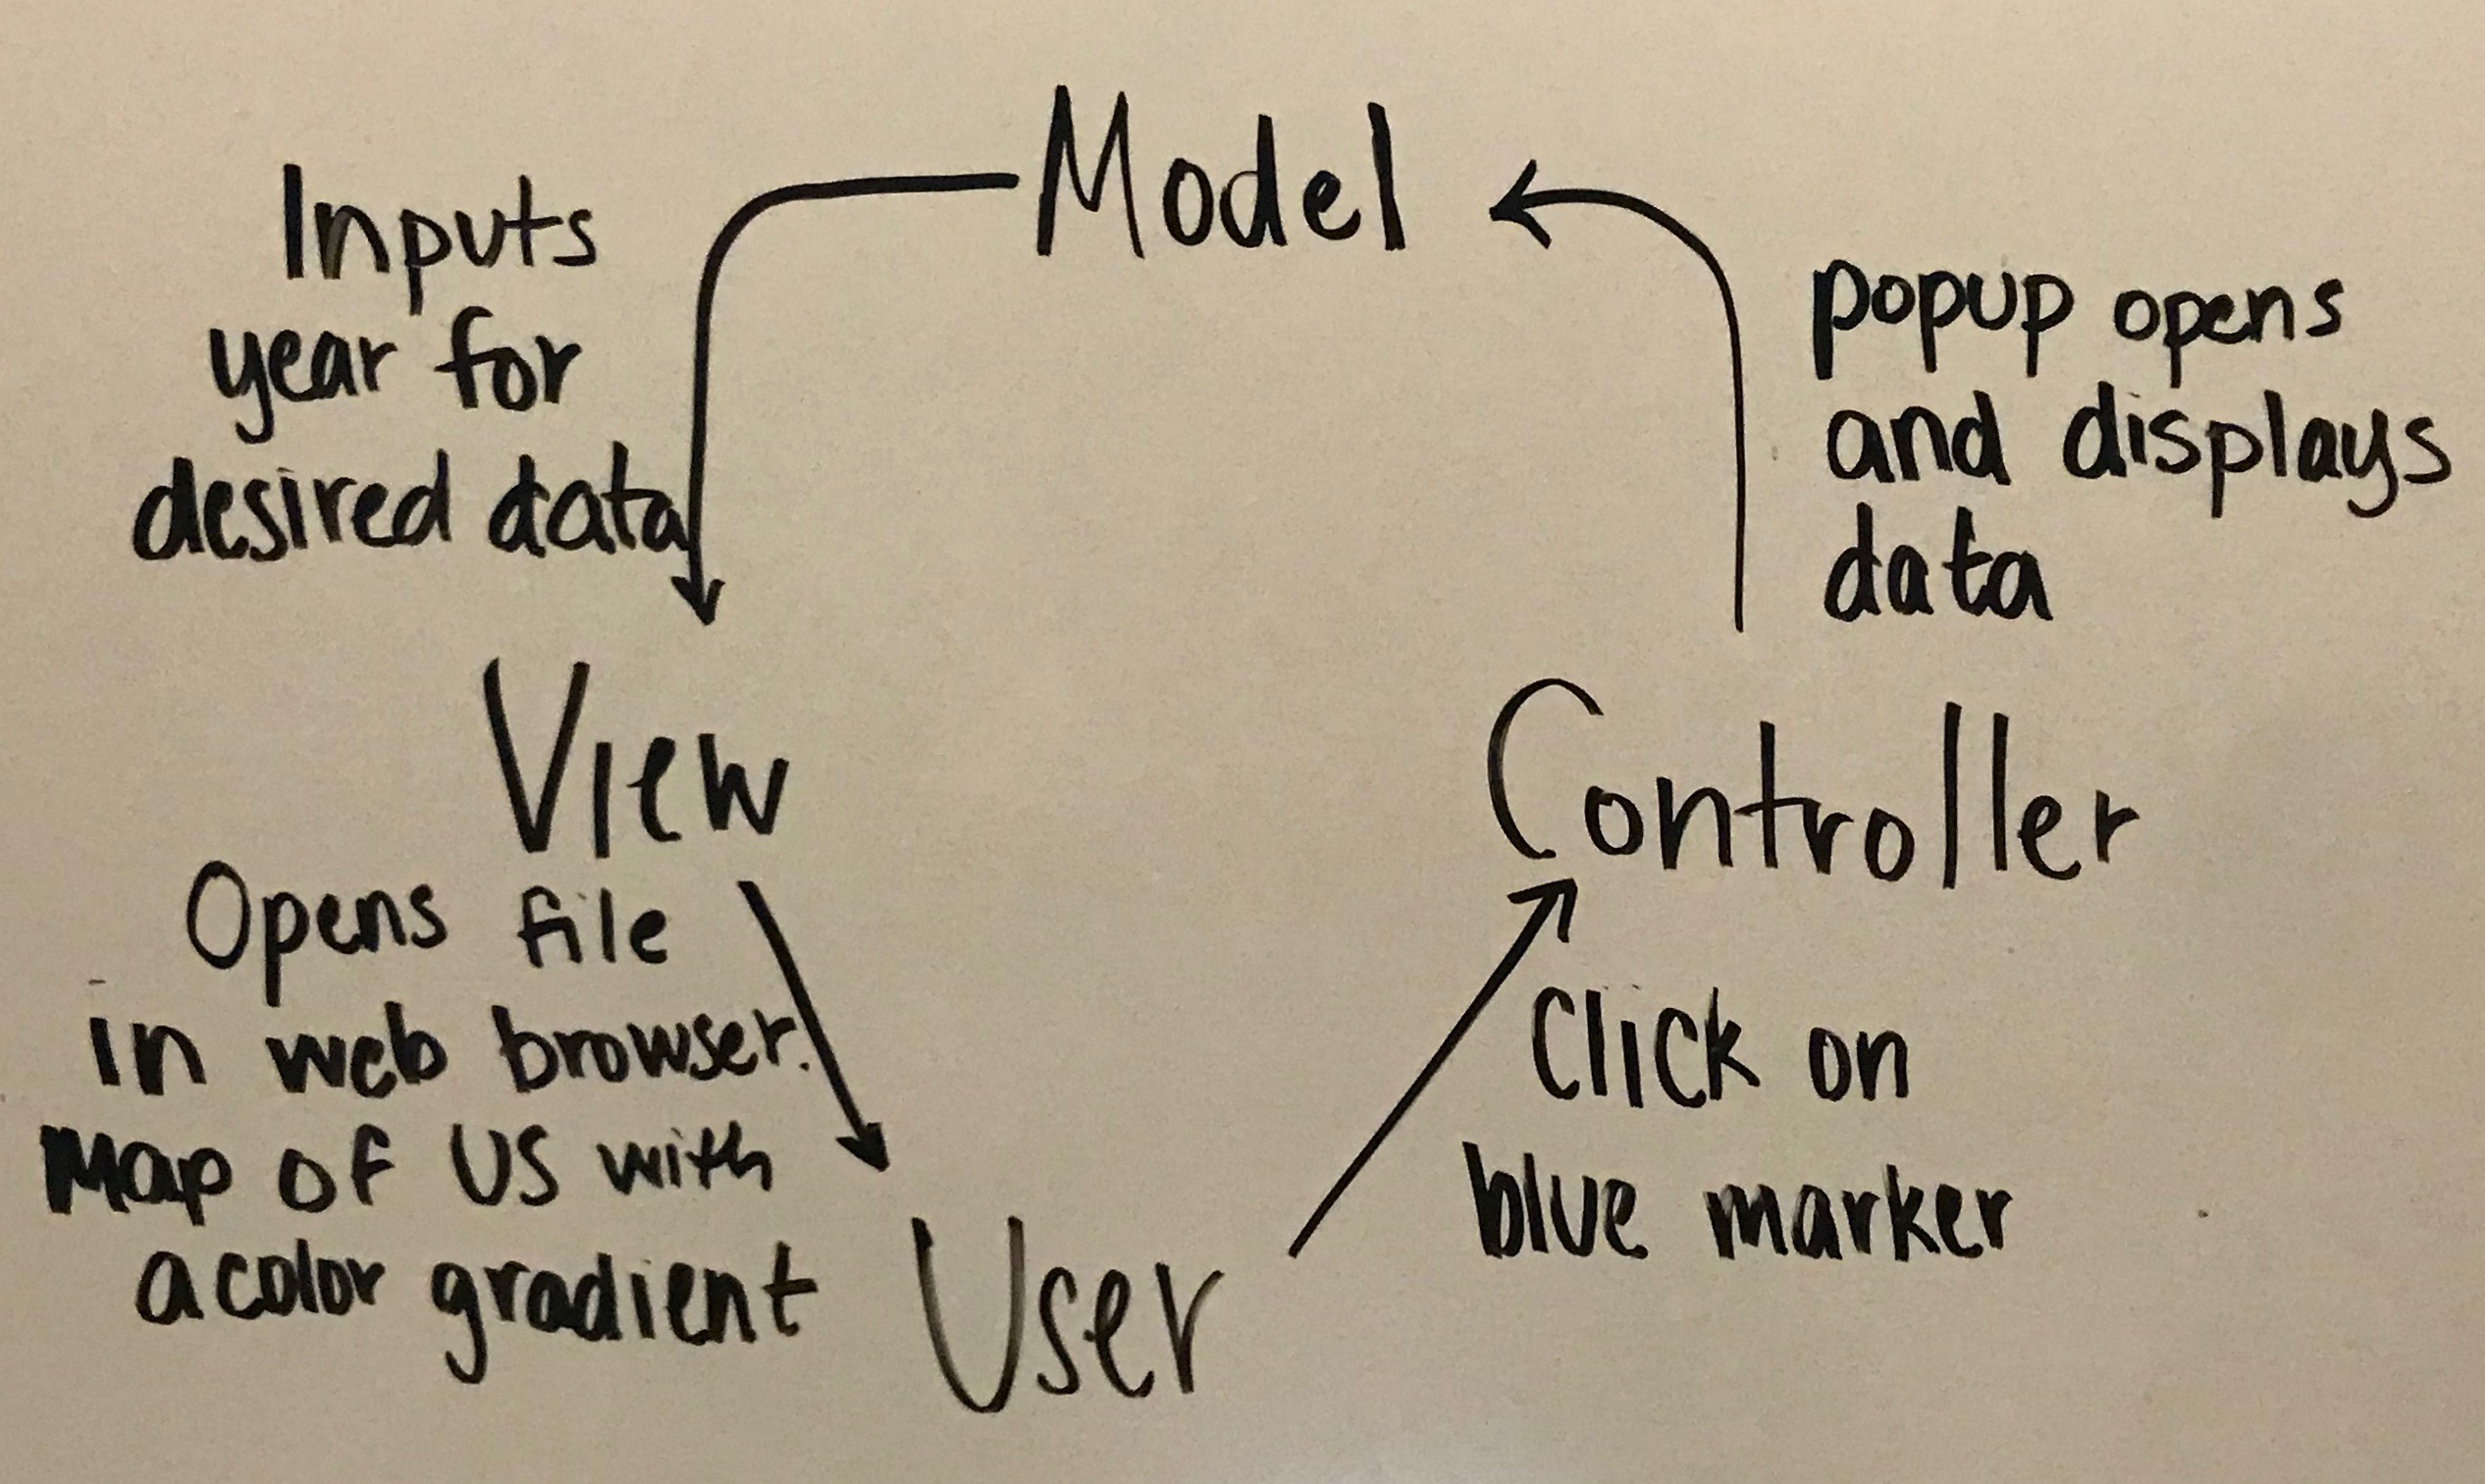 Model
Inputs
year for
desired data
popup opens
and displays
data
View
Controller
Opens file
in web browser.
Map of US with
a color gradient
Click on
blue marker
User